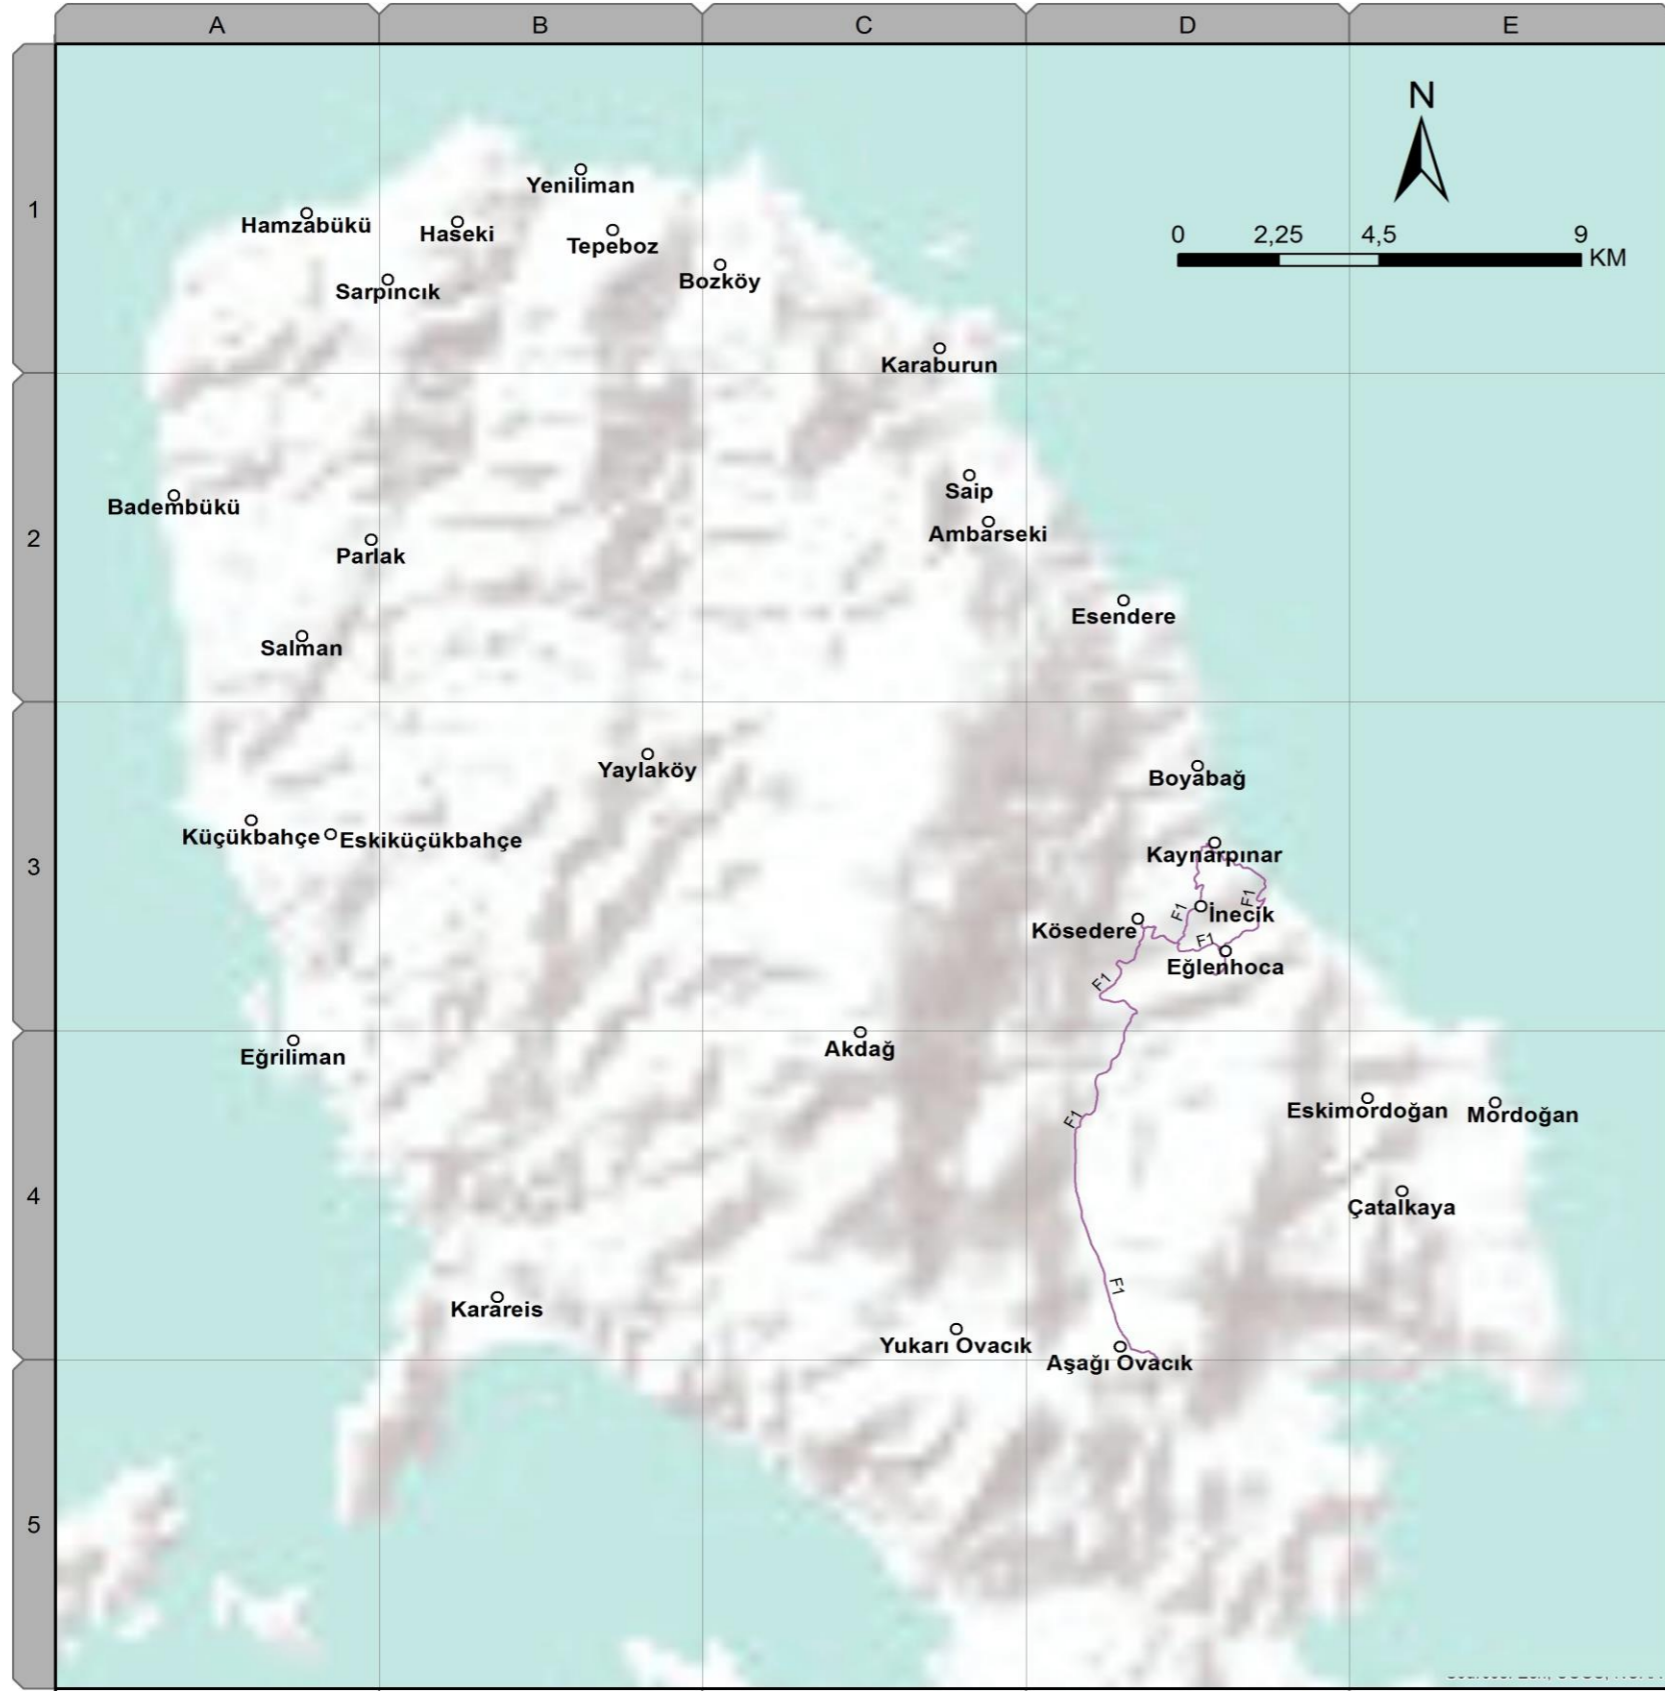 A B C D E
N
1
Yeniliman
0 2,25 4,5 9
KM
Hamzabükü
Haseki
Tepeboz
Sarpıncık
Bozköy
Karaburun
Saip
Badembükü
Ambarseki
2
Parlak
Esendere
Salman
Yaylaköy
Boyabağ
Küçükbahçe
Eskiküçükbahçe
Kaynarpınar
3
F1
F1
İnecik
Kösedere
F1
Eğlenhoca
F1
Akdağ
Eğriliman
Eskimordoğan
Mordoğan
F1
4
Çatalkaya
F1
Karareis
Yukarı Ovacık
Aşağı Ovacık
5